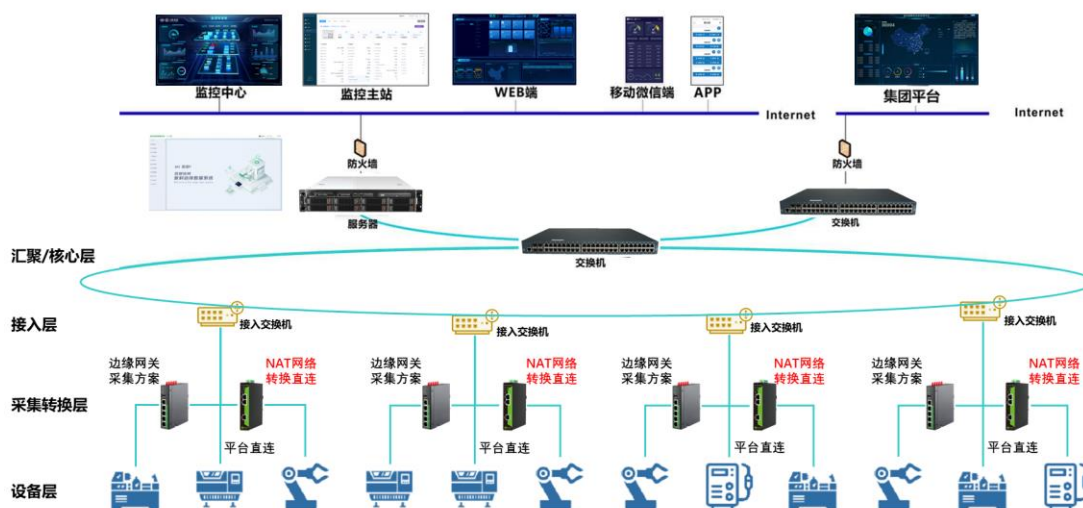 监控中心
监控主站
WEB端
移动微信端
APP
集团平台
Internet
Internet
防火墙
防火墙
服务器
交换机
交换机
汇聚/核心层
接入层
接入交换机
接入交换机
接入交换机
接入交换机
边缘网关
采集方案
NAT网络
转换直连
边缘网关
采集方案
NAT网络
转换直连
边缘网关
采集方案
NAT网络
转换直连
边缘网关
采集方案
NAT网络
转换直连
采集转换层
平台直连
平台直连
平台直连
平台直连
设备层